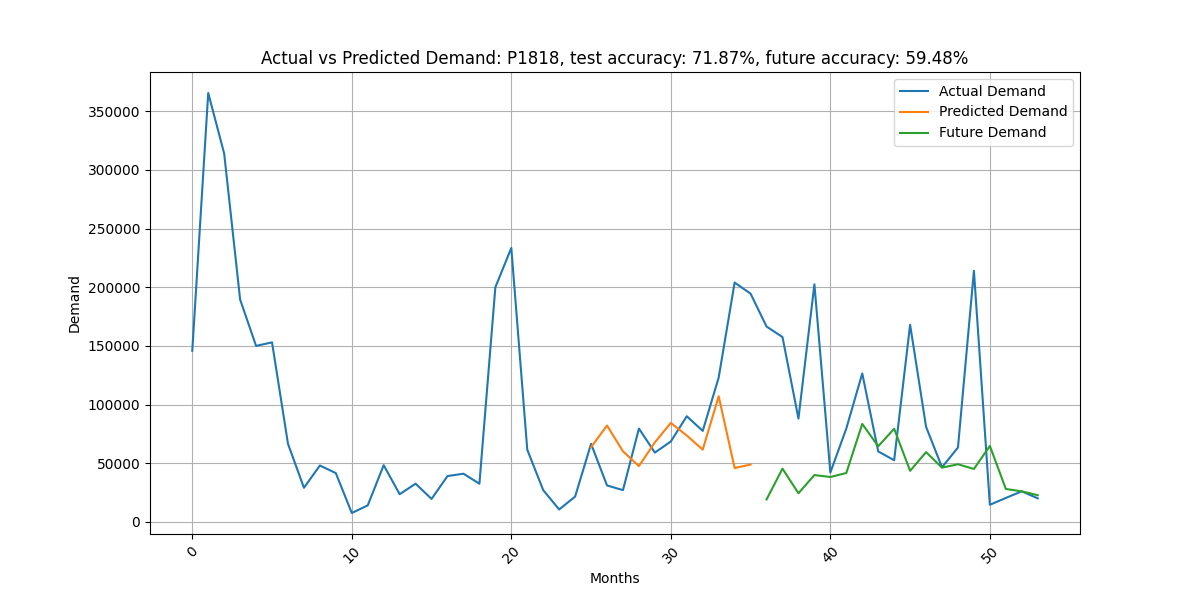 Actual vs Predicted Demand: P1818, test accuracy: 71.87%, future accuracy: 59.48%
Actual Demand
Predicted Demand
Future Demand
350000
300000
250000
200000
150000
100000
50000
0
Demand
0 10 20 30 40 50
Months